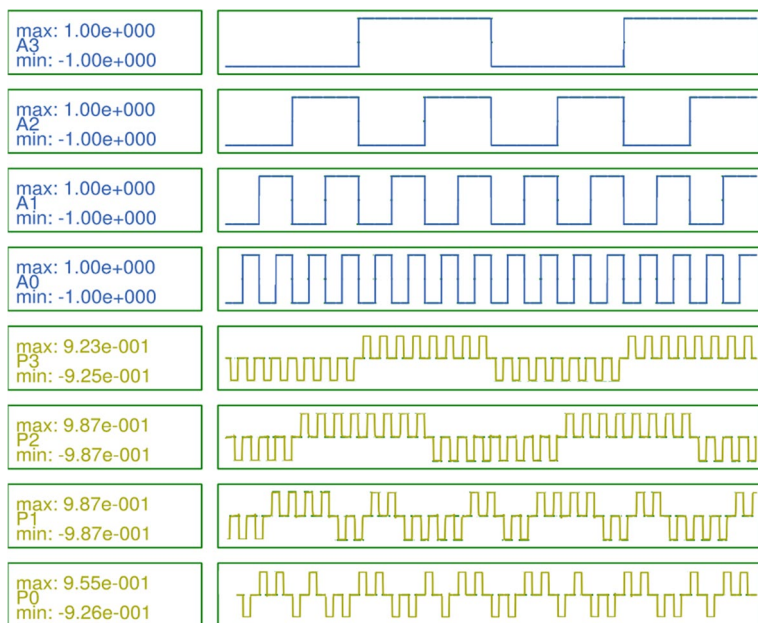 max: 1.00e+000
A3
min: -1.00e+000
max: 1.00e+000
A2
min: -1.00e+000
max: 1.00e+000
A1
min: -1.00e+000
max: 1.00e+000
A0
min: -1.00e+000
max: 9.23e-001
P3
min: -9.25e-001
max: 9.87e-001
P2
min: -9.87e-001
max: 9.87e-001
P1
min: -9.87e-001
max: 9.55e-001
P0
min: -9.26e-001